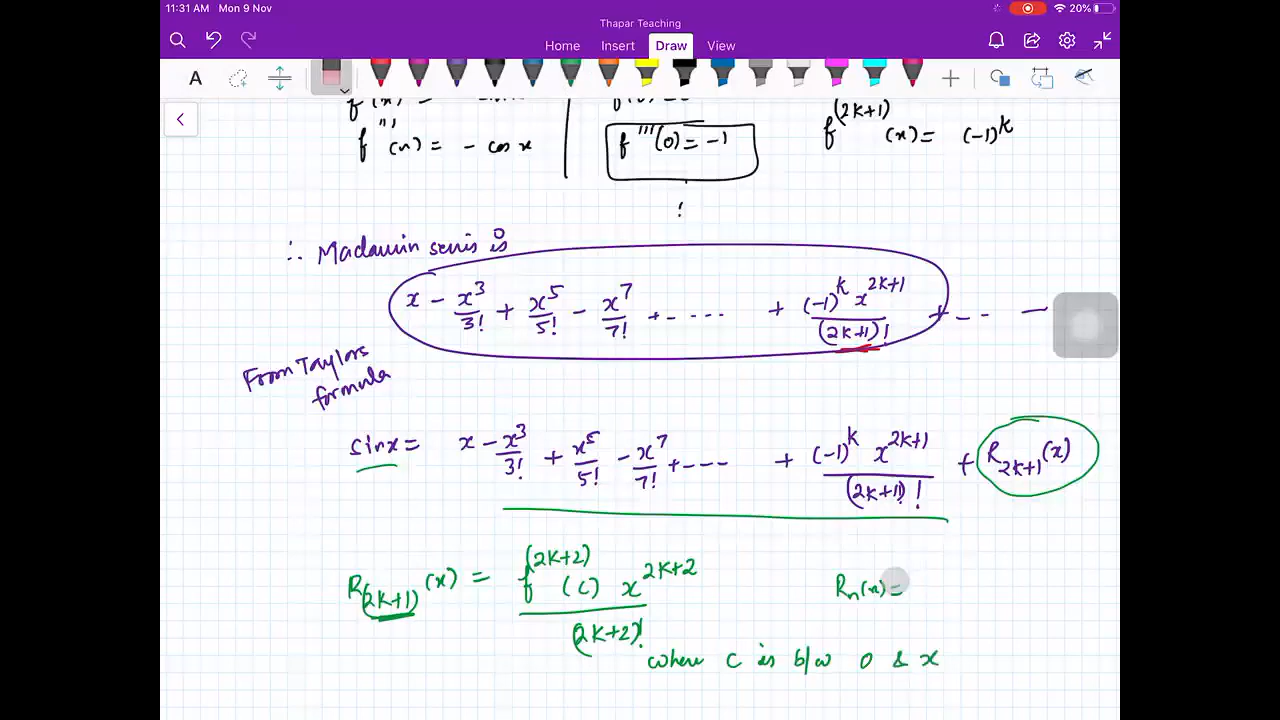 11:31 AM Mon 9 Nov
20%
Thapar Teaching
Home Insert Draw View
A
f'''(x) = - cos x
f'''(0) = -1
f^(2k+1) (x) = (-1)^k
∴ Maclaurin series is
x - x^3/3! + x^5/5! - x^7/7! + - .... + (-1)^k x^(2k+1)/(2k+1)! + - .. —
From Taylors
formula
sinx = x - x^3/3! + x^5/5! - x^7/7! + --- + (-1)^k x^(2k+1)/(2k+1)! + R_2k+1(x)
R_(2k+1)(x) = f^(2k+2)(c) x^(2k+2)/(2k+2)!
R_n(x) =
where c is b/w 0 & x